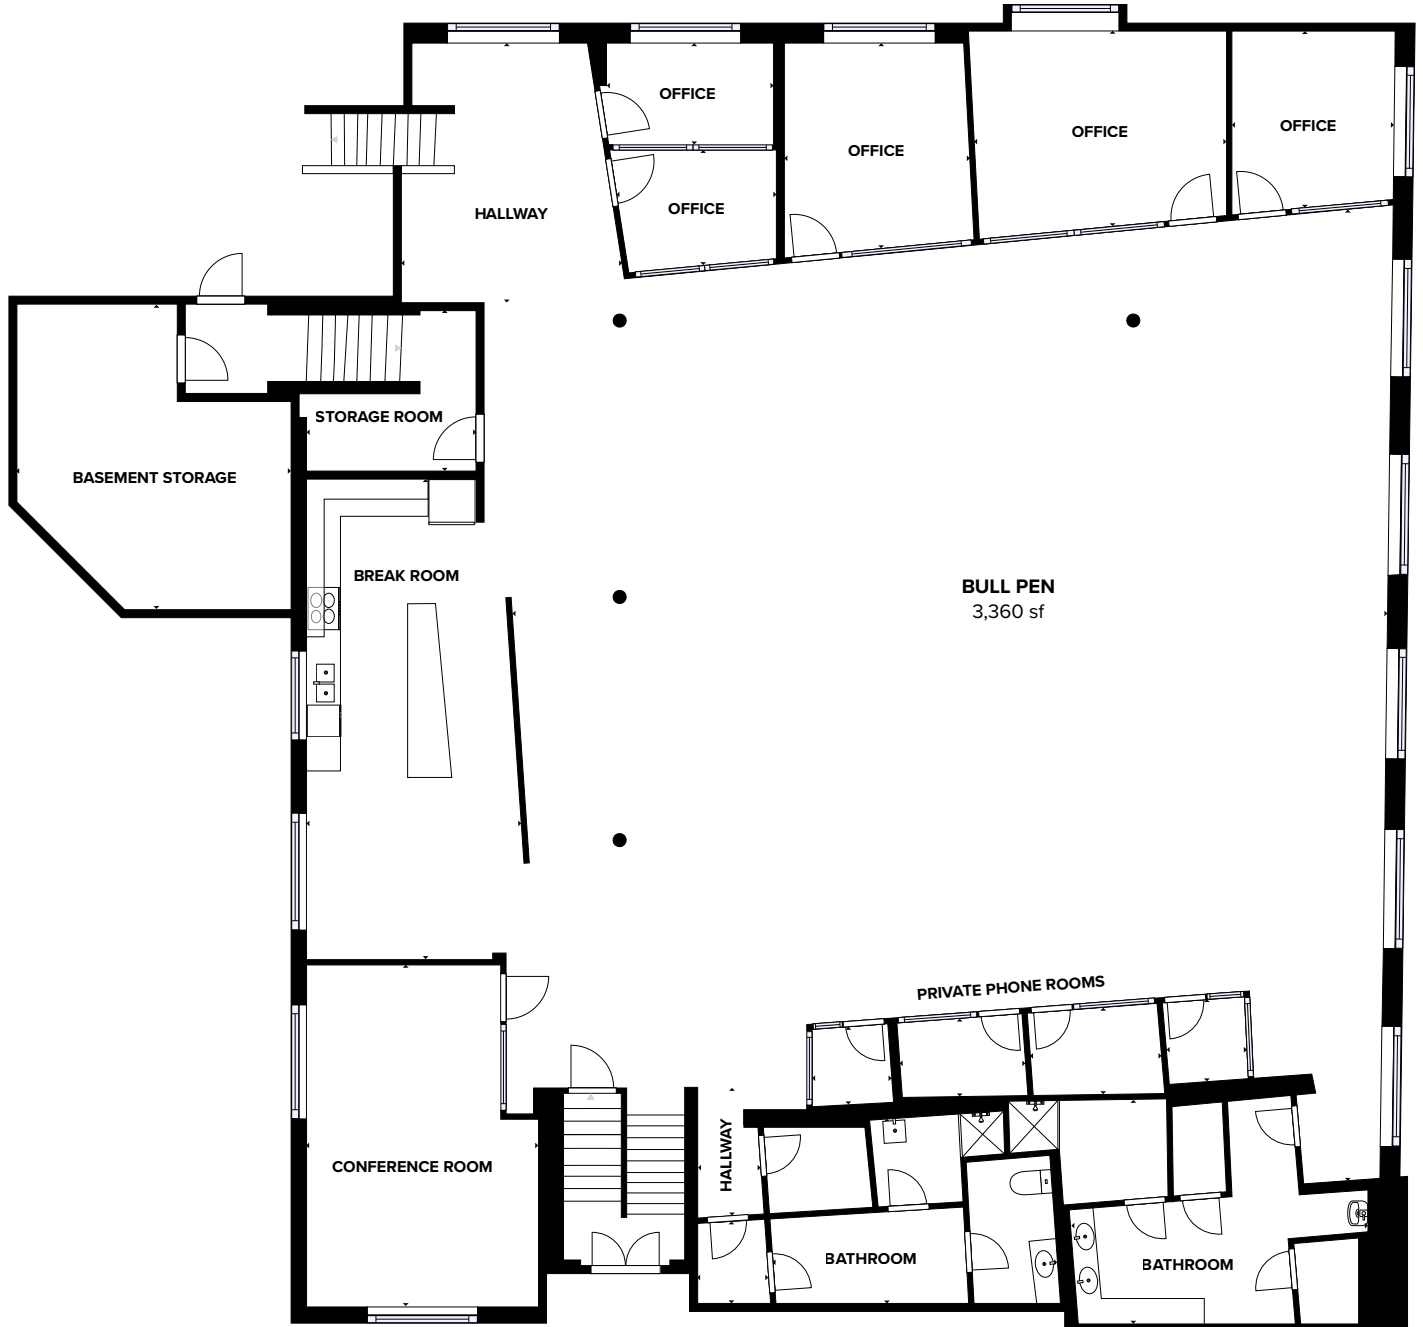 OFFICE
OFFICE
OFFICE
OFFICE
OFFICE
HALLWAY
STORAGE ROOM
BASEMENT STORAGE
BREAK ROOM
BULL PEN
3,360 sf
PRIVATE PHONE ROOMS
CONFERENCE ROOM
HALLWAY
BATHROOM
BATHROOM